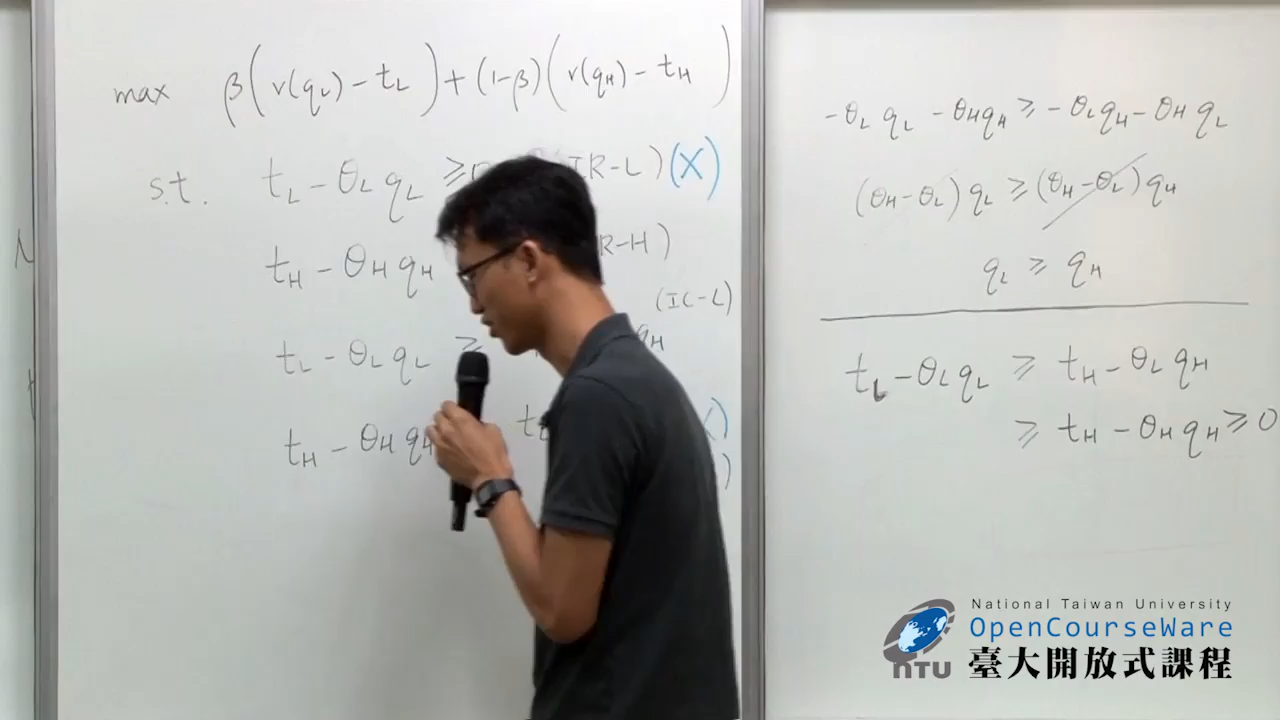 max β(v(q_L) - t_L) + (1-β)(v(q_H) - t_H)
s.t. t_L - θ_L q_L ≥ IR-L) (X)
t_H - θ_H q_H R-H)
(IC-L)
t_L - θ_L q_L ≥ q_H
t_H - θ_H q_H )
)
-θ_L q_L - θ_H q_H ≥ -θ_L q_H - θ_H q_L
(θ_H - θ_L) q_L ≥ (θ_H - θ_L) q_H
q_L ≥ q_H
t_L - θ_L q_L ≥ t_H - θ_L q_H
≥ t_H - θ_H q_H ≥ 0
National Taiwan University
OpenCourseWare
NTU 臺大開放式課程